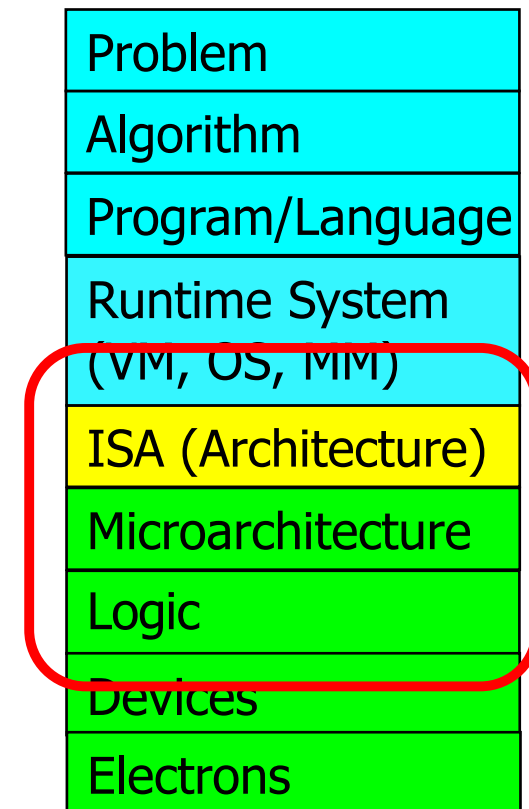 Problem
Algorithm
Program/Language
Runtime System
(VM, OS, MM)
ISA (Architecture)
Microarchitecture
Logic
Devices
Electrons